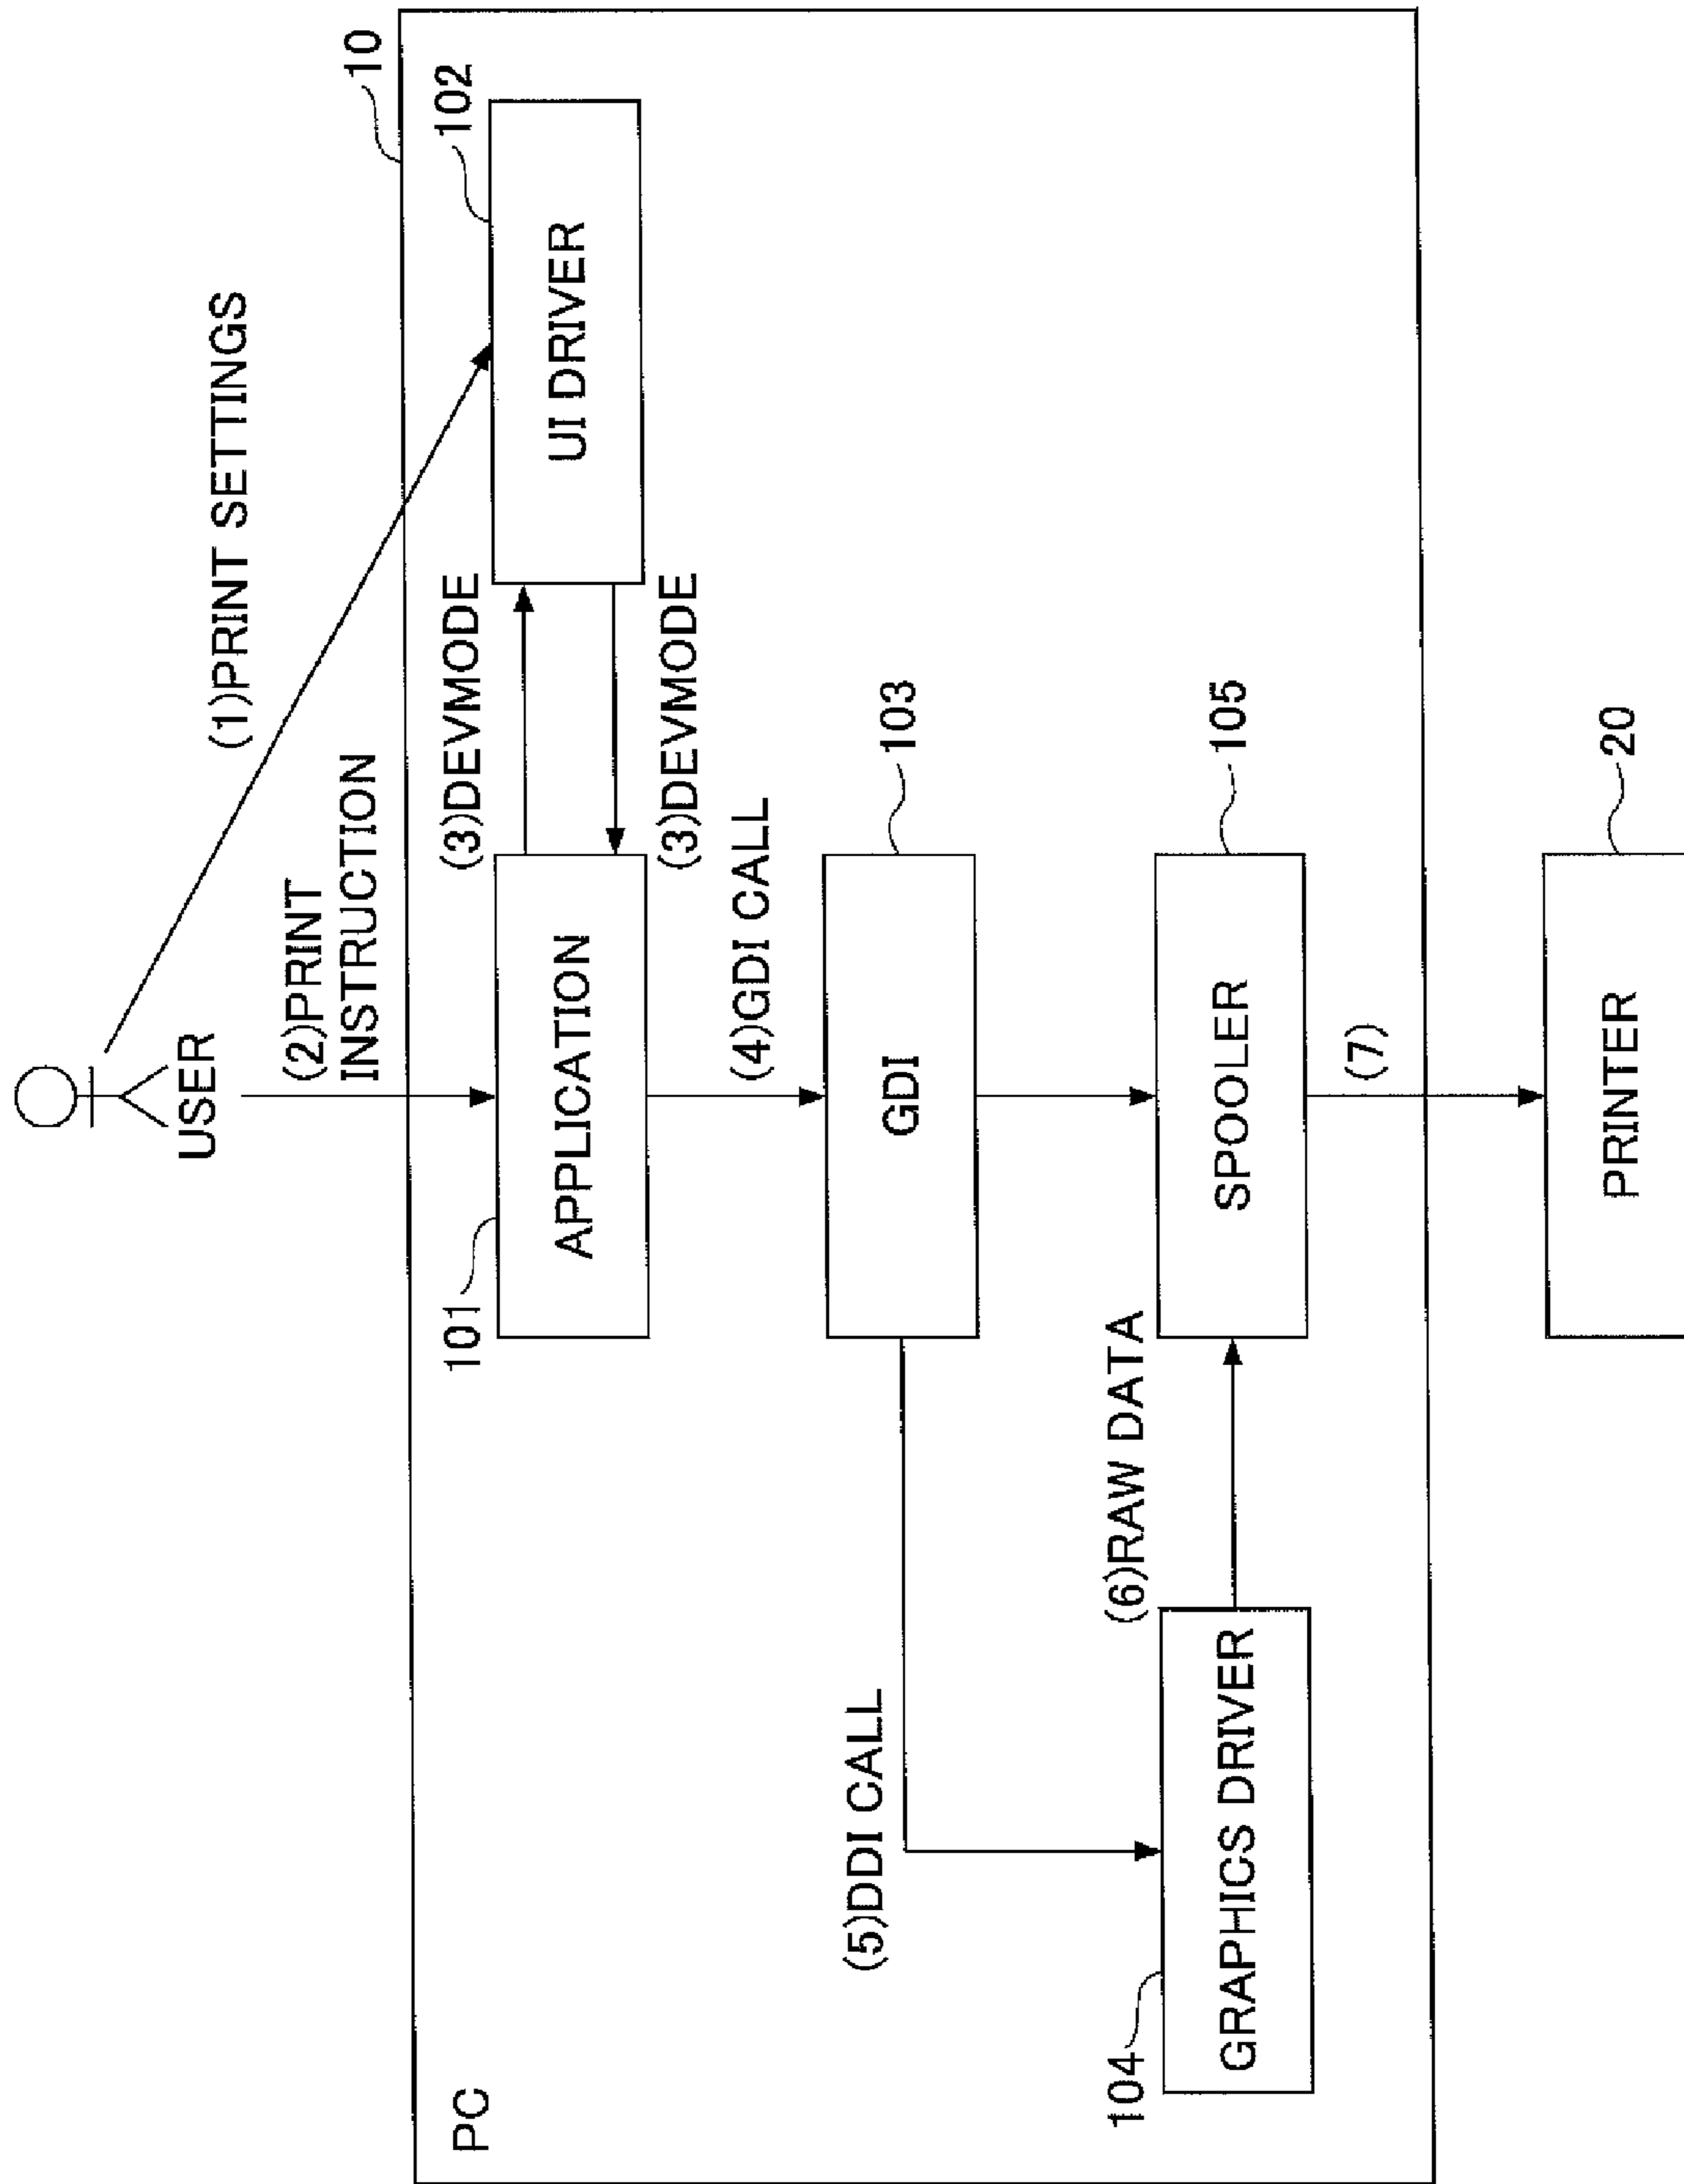 USER
(1)PRINT SETTINGS
(2)PRINT
INSTRUCTION
10
PC
101
APPLICATION
(3)DEVMODE
(3)DEVMODE
102
UI DRIVER
(4)GDI CALL
103
GDI
(5)DDI CALL
104
GRAPHICS DRIVER
(6)RAW DATA
105
SPOOLER
(7)
20
PRINTER